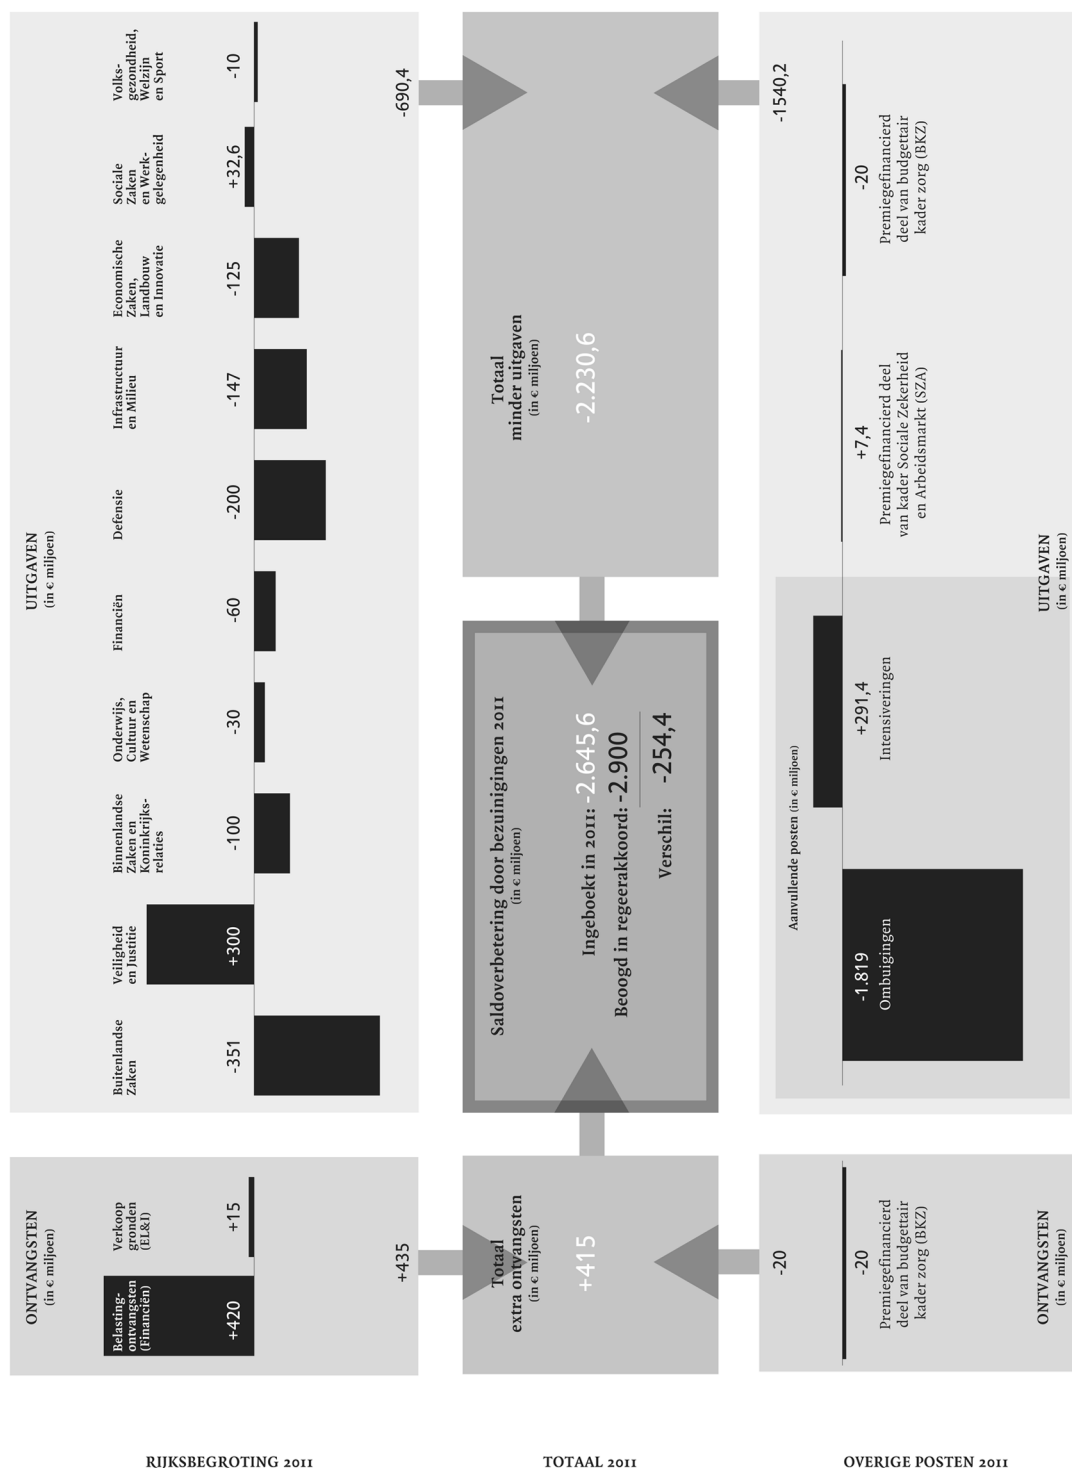 RIJKSBEGROTING 2011
ONTVANGSTEN
(in € miljoen)
Belasting-
ontvangsten
(Financiën)
+420
Verkoop
gronden
(EL&I)
+15
+435
UITGAVEN
(in € miljoen)
Buitenlandse
Zaken
-351
Veiligheid
en Justitie
+300
Binnenlandse
Zaken en
Koninkrijks-
relaties
-100
Onderwijs,
Cultuur en
Wetenschap
-30
Financiën
-60
Defensie
-200
Infrastructuur
en Milieu
-147
Economische
Zaken,
Landbouw
en Innovatie
-125
Sociale
Zaken
en Werk-
gelegenheid
+32,6
Volks-
gezondheid,
Welzijn
en Sport
-10
-690,4
TOTAAL 2011
Totaal
extra ontvangsten
(in € miljoen)
+415
Saldoverbetering door bezuinigingen 2011
(in € miljoen)
Ingeboekt in 2011: -2.645,6
Beoogd in regeerakkoord: -2.900
Verschil: -254,4
Totaal
minder uitgaven
(in € miljoen)
-2.230,6
OVERIGE POSTEN 2011
-20
-20
Premiegefinancierd
deel van budgettair
kader zorg (BKZ)
ONTVANGSTEN
(in € miljoen)
-1540,2
Aanvullende posten (in € miljoen)
-1.819
Ombuigingen
+291,4
Intensiveringen
+7,4
Premiegefinancierd deel
van kader Sociale Zekerheid
en Arbeidsmarkt (SZA)
-20
Premiegefinancierd
deel van budgettair
kader zorg (BKZ)
UITGAVEN
(in € miljoen)